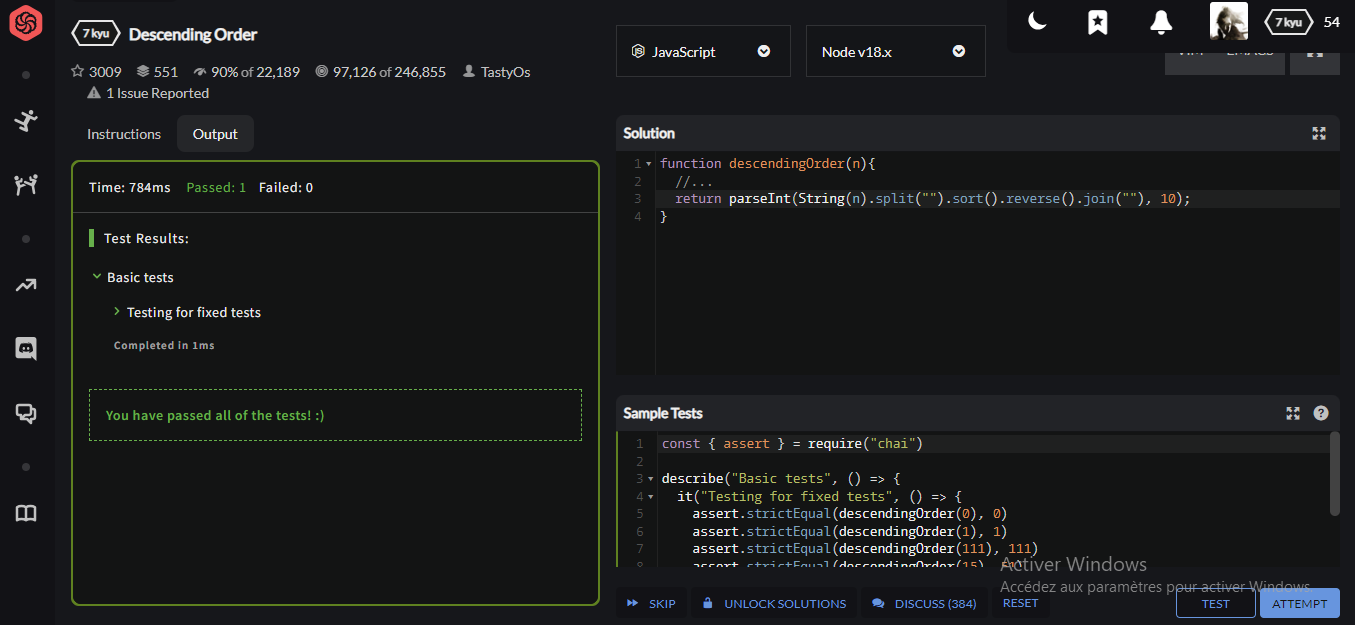 7 kyu Descending Order
3009 551 90% of 22,189 97,126 of 246,855 TastyOs
1 Issue Reported
Instructions Output
Time: 784ms Passed: 1 Failed: 0
Test Results:
Basic tests
Testing for fixed tests
Completed in 1ms
You have passed all of the tests! :)
JavaScript Node v18.x
7 kyu 54
VIM EMACS
Solution
1 function descendingOrder(n){
2 //...
3 return parseInt(String(n).split("").sort().reverse().join(""), 10);
4 }
Sample Tests
1 const { assert } = require("chai")
2
3 describe("Basic tests", () => {
4 it("Testing for fixed tests", () => {
5 assert.strictEqual(descendingOrder(0), 0)
6 assert.strictEqual(descendingOrder(1), 1)
7 assert.strictEqual(descendingOrder(111), 111)
8 assert.strictEqual(descendingOrder(15),
Activer Windows
Accédez aux paramètres pour activer Windows.
SKIP UNLOCK SOLUTIONS DISCUSS (384) RESET TEST ATTEMPT